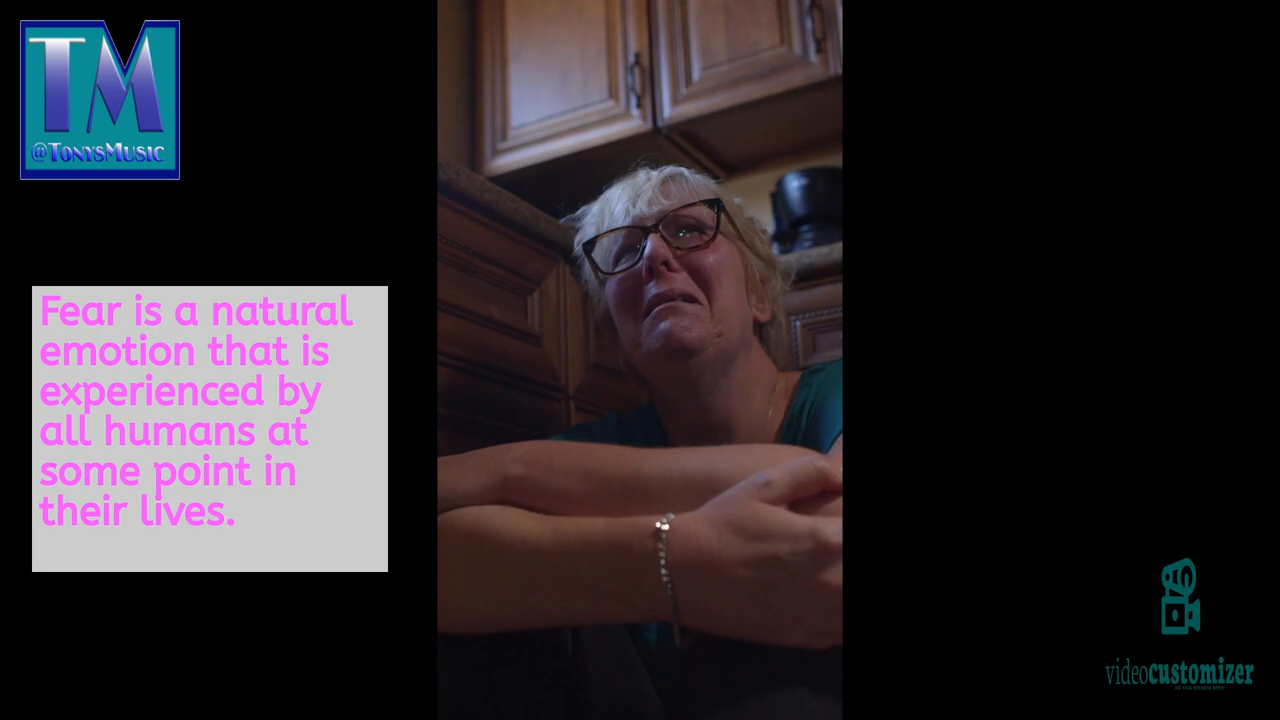 TM
@TonysMusic
Fear is a natural
emotion that is
experienced by
all humans at
some point in
their lives.
videocustomizer